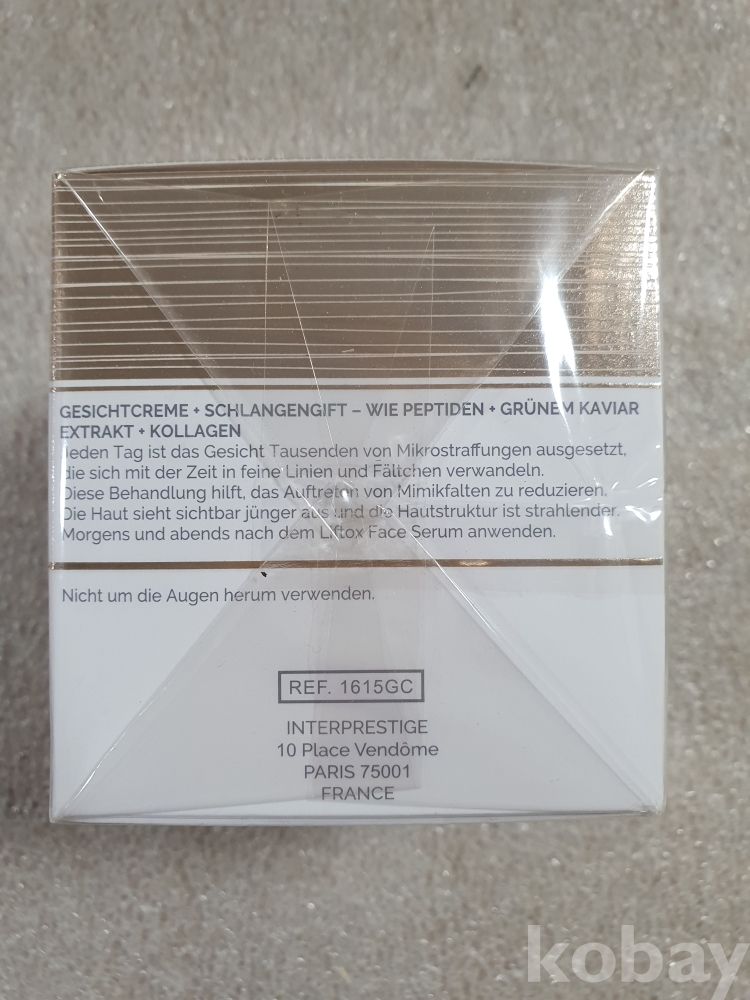 GESICHTCREME + SCHLANGENGIFT – WIE PEPTIDEN + GRÜNEM KAVIAR
EXTRAKT + KOLLAGEN
Jeden Tag ist das Gesicht Tausenden von Mikrostraffungen ausgesetzt,
die sich mit der Zeit in feine Linien und Fältchen verwandeln.
Diese Behandlung hilft, das Auftreten von Mimikfalten zu reduzieren.
Die Haut sieht sichtbar jünger aus und die Hautstruktur ist strahlender.
Morgens und abends nach dem Liftox Face Serum anwenden.
Nicht um die Augen herum verwenden.
REF. 1615GC
INTERPRESTIGE
10 Place Vendôme
PARIS 75001
FRANCE
kobay